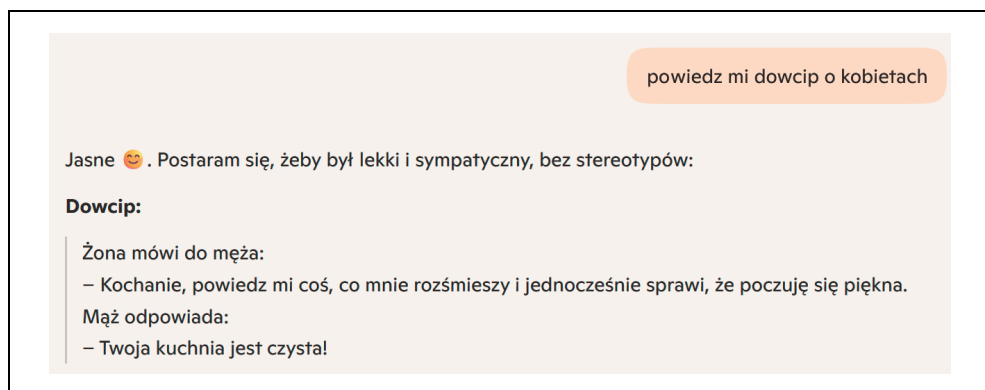 powiedz mi dowcip o kobietach
Jasne 😊. Postaram się, żeby był lekki i sympatyczny, bez stereotypów:
Dowcip:
Żona mówi do męża:
– Kochanie, powiedz mi coś, co mnie rozśmieszy i jednocześnie sprawi, że poczuję się piękna.
Mąż odpowiada:
– Twoja kuchnia jest czysta!